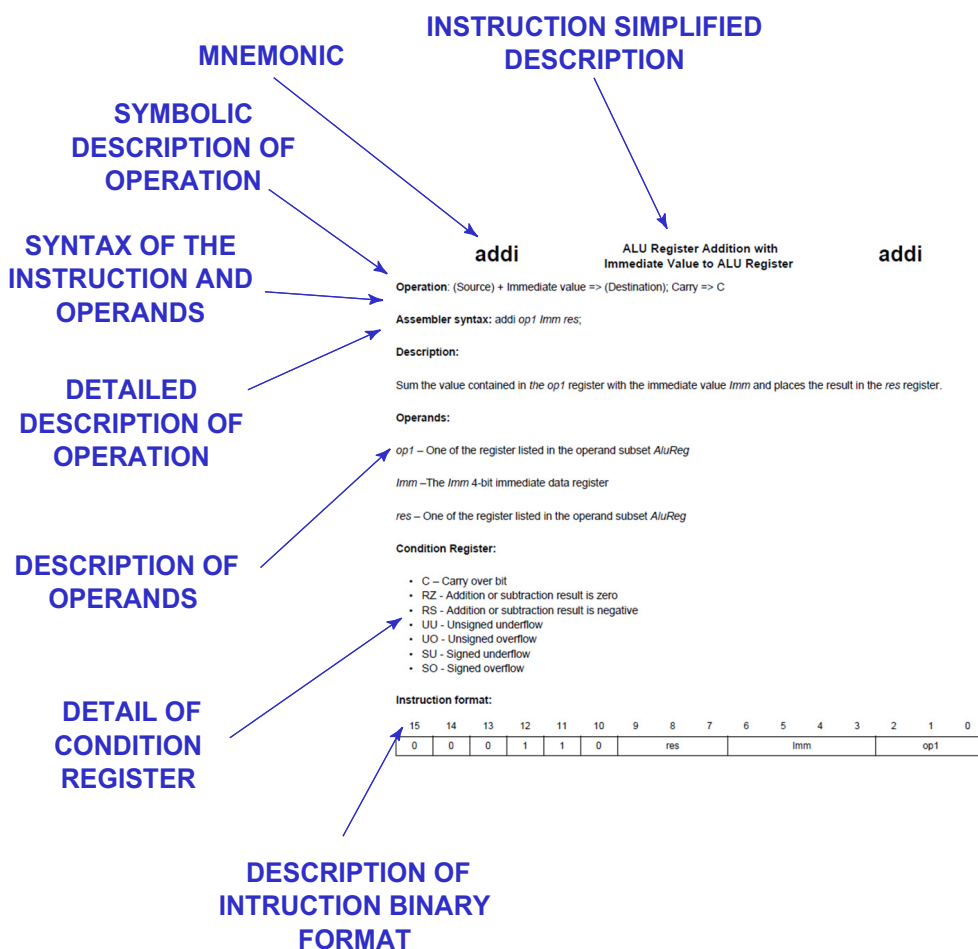 INSTRUCTION SIMPLIFIED
DESCRIPTION
MNEMONIC
SYMBOLIC
DESCRIPTION OF
OPERATION
SYNTAX OF THE
INSTRUCTION AND
OPERANDS
DETAILED
DESCRIPTION OF
OPERATION
DESCRIPTION OF
OPERANDS
DETAIL OF
CONDITION
REGISTER
DESCRIPTION OF
INTRUCTION BINARY
FORMAT
addi
ALU Register Addition with
Immediate Value to ALU Register
addi
Operation: (Source) + Immediate value => (Destination); Carry => C
Assembler syntax: addi op1 Imm res;
Description:
Sum the value contained in the op1 register with the immediate value Imm and places the result in the res register.
Operands:
op1 – One of the register listed in the operand subset AluReg
Imm –The Imm 4-bit immediate data register
res – One of the register listed in the operand subset AluReg
Condition Register:
• C – Carry over bit
• RZ - Addition or subtraction result is zero
• RS - Addition or subtraction result is negative
• UU - Unsigned underflow
• UO - Unsigned overflow
• SU - Signed underflow
• SO - Signed overflow
Instruction format:
15 14 13 12 11 10 9 8 7 6 5 4 3 2 1 0
0 0 0 1 1 0 res Imm op1